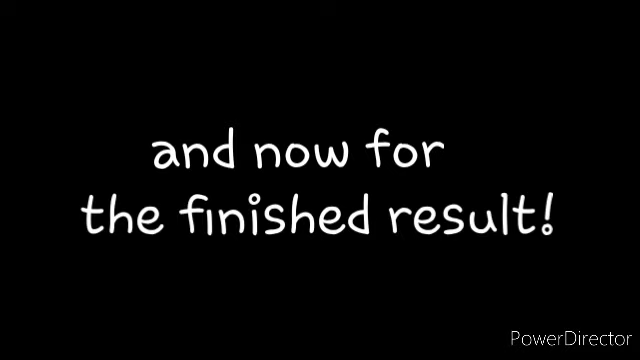 and now for
the finished result!
PowerDirector